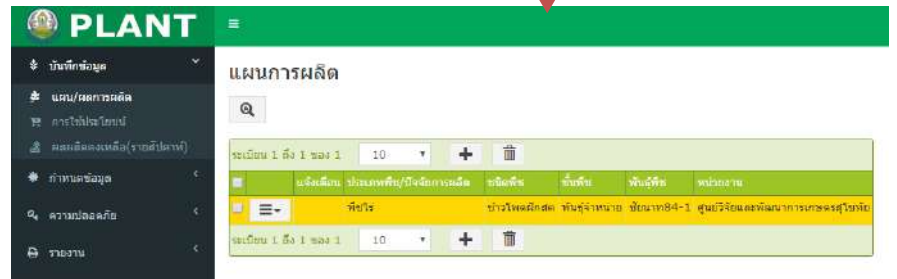 PLANT
บันทึกข้อมูล
แผนการผลิต
แผน/ผลการผลิต
การใช้ประโยชน์
ผลผลิตคงเหลือ(รายสัปดาห์)
ระเบียน 1 ถึง 1 ของ 1 10
แจ้งเตือน ประเภทพืช/ปัจจัยการผลิต ชนิดพืช ชั้นพืช พันธุ์พืช หน่วยงาน
กำหนดข้อมูล
พืชไร่ ข้าวโพดฝักสด พันธุ์จำหน่าย ชัยนาท84-1 ศูนย์วิจัยและพัฒนาการเกษตรสุโขทัย
ความปลอดภัย
ระเบียน 1 ถึง 1 ของ 1 10
รายงาน